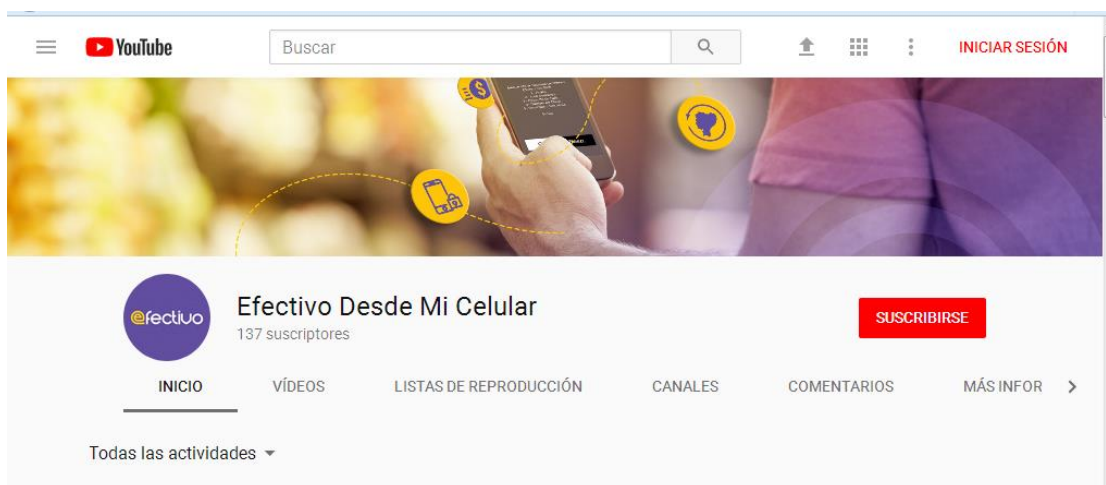 YouTube
Buscar
INICIAR SESIÓN
efectivo
Efectivo Desde Mi Celular
137 suscriptores
SUSCRIBIRSE
INICIO
VÍDEOS
LISTAS DE REPRODUCCIÓN
CANALES
COMENTARIOS
MÁS INFOR
Todas las actividades